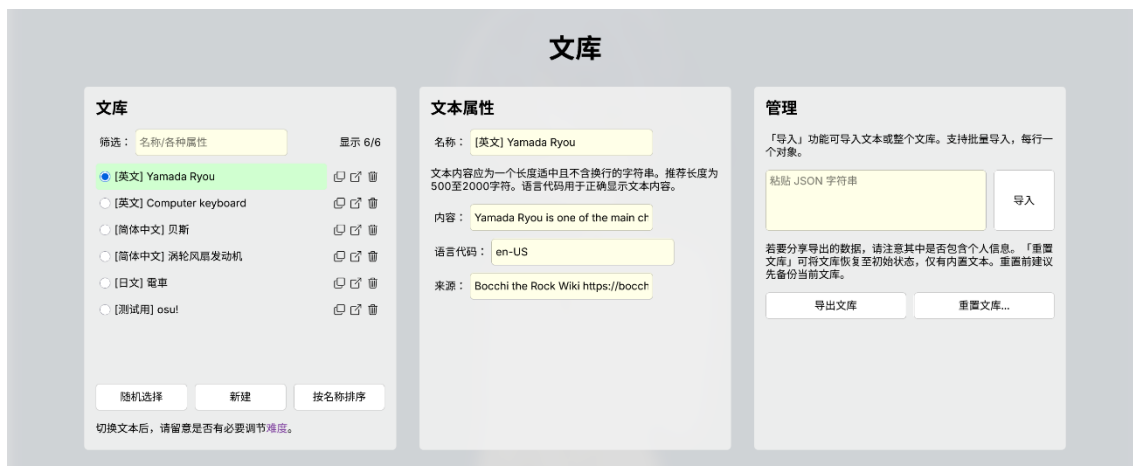 文库
文库
筛选： 名称/各种属性 显示 6/6
[英文] Yamada Ryou
[英文] Computer keyboard
[简体中文] 贝斯
[简体中文] 涡轮风扇发动机
[日文] 電車
[测试用] osu!
随机选择 新建 按名称排序
切换文本后，请留意是否有必要调节难度。
文本属性
名称： [英文] Yamada Ryou
文本内容应为一个长度适中且不含换行的字符串。推荐长度为
500至2000字符。语言代码用于正确显示文本内容。
内容： Yamada Ryou is one of the main ch
语言代码： en-US
来源： Bocchi the Rock Wiki https://bocch
管理
「导入」功能可导入文本或整个文库。支持批量导入，每行一
个对象。
粘贴 JSON 字符串
导入
若要分享导出的数据，请注意其中是否包含个人信息。「重置
文库」可将文库恢复至初始状态，仅有内置文本。重置前建议
先备份当前文库。
导出文库 重置文库...